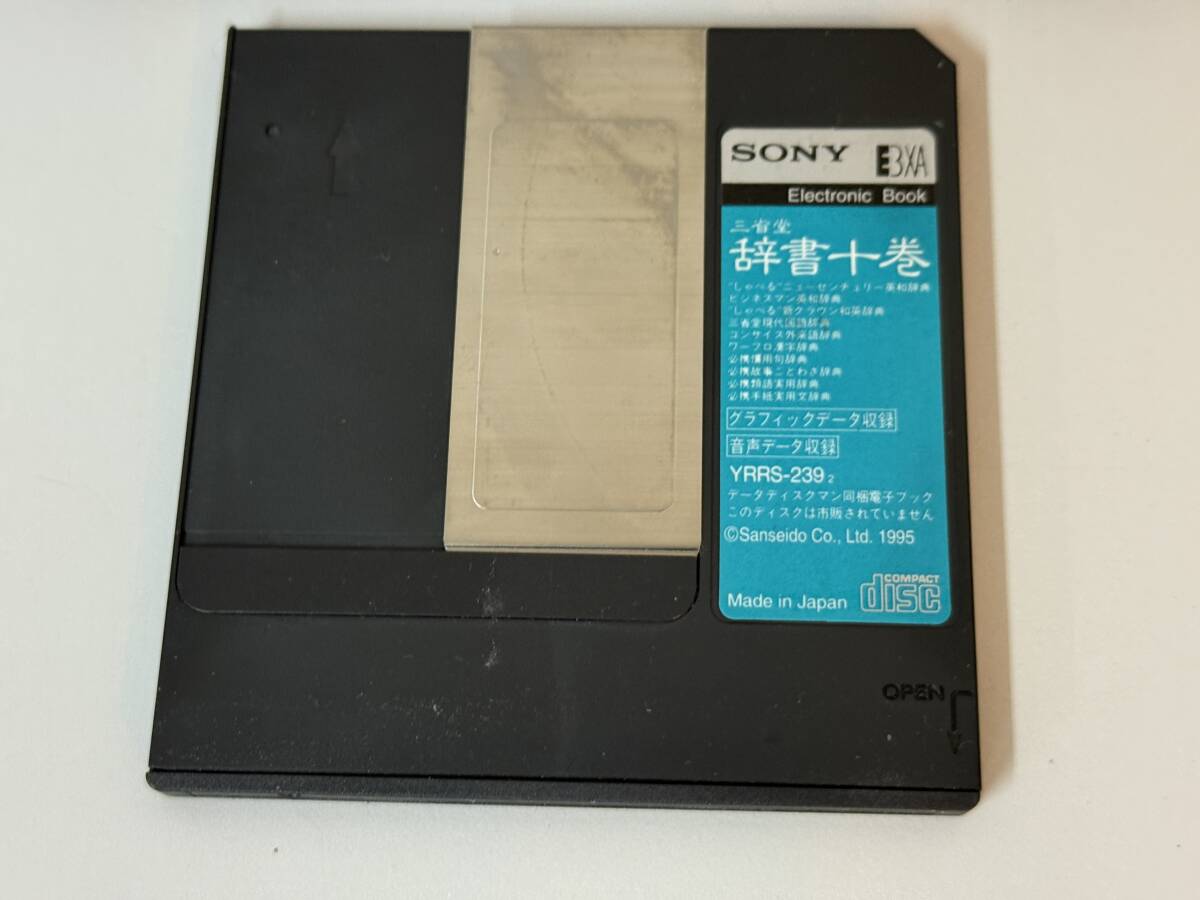 SONY EBXA
Electronic Book
三省堂
辞書十巻
"しゃべる"ニューセンチュリー英和辞典
ビジネスマン英和辞典
"しゃべる"新クラウン和英辞典
三省堂現代国語辞典
コンサイス外来語辞典
ワープロ漢字辞典
必携慣用句辞典
必携故事ことわざ辞典
必携類語実用辞典
必携手紙実用文辞典
グラフィックデータ収録
音声データ収録
YRRS-239 2
データディスクマン同梱電子ブック
このディスクは市販されていません
©Sanseido Co., Ltd. 1995
Made in Japan
COMPACT
disc
OPEN